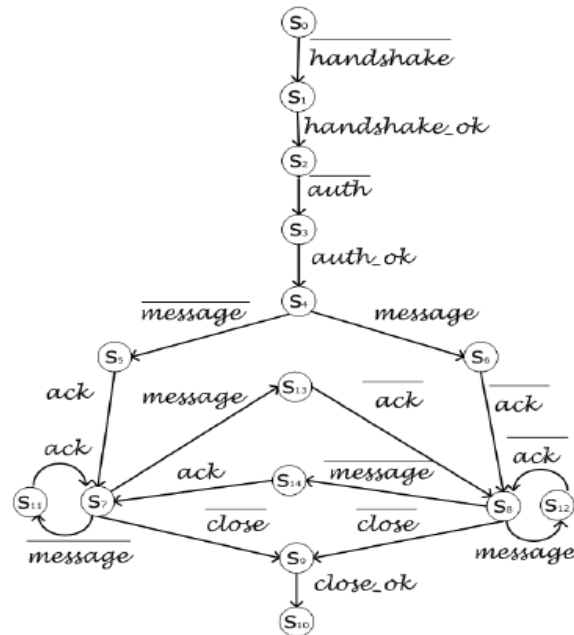 S₀
handshake
S₁
handshake_ok
S₂
auth
S₃
auth_ok
S₄
message message
S₅ S₆
ack message S₁₃ ack ack
ack ack
ack S₁₄ message
S₁₁ S₇ S₈ S₁₂
message close close message
S₉
close_ok
S₁₀